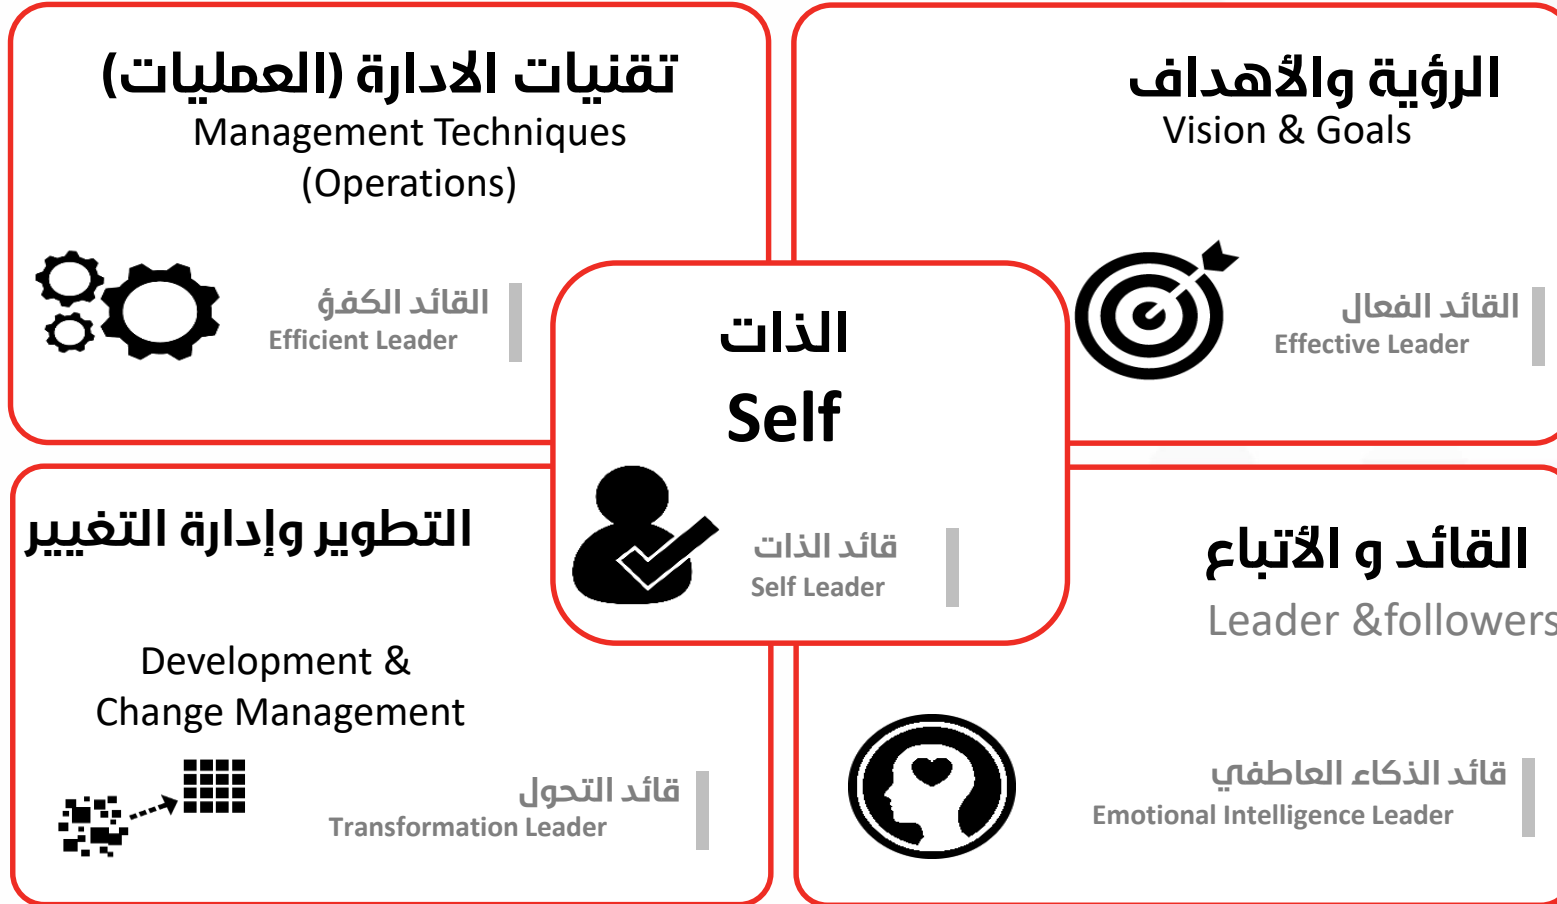 الرؤية والأهداف
Vision & Goals
القائد الفعال
Effective Leader
تقنيات الادارة (العمليات)
Management Techniques
(Operations)
القائد الكفؤ
Efficient Leader
الذات
Self
قائد الذات
Self Leader
القائد و الأتباع
Leader &followers
قائد الذكاء العاطفي
Emotional Intelligence Leader
التطوير وإدارة التغيير
Development &
Change Management
قائد التحول
Transformation Leader